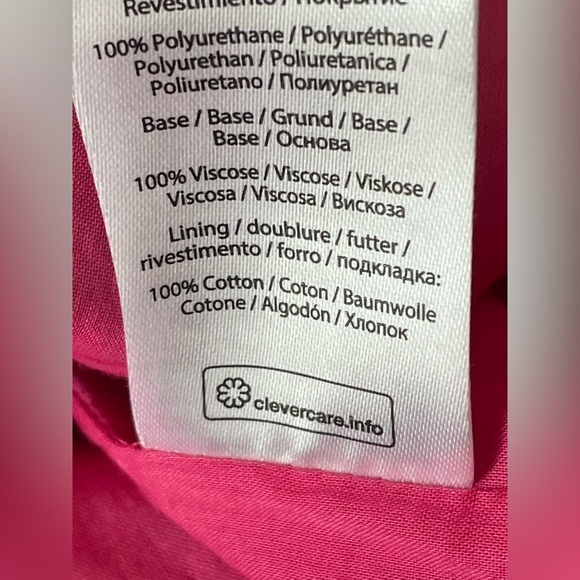 Revestimiento / Покрытие
100% Polyurethane / Polyuréthane /
Polyurethan / Poliuretanica /
Poliuretano / Полиуретан
Base / Base / Grund / Base /
Base / Основа
100% Viscose / Viscose / Viskose /
Viscosa / Viscosa / Вискоза
Lining / doublure / futter /
rivestimento / forro / подкладка:
100% Cotton / Coton / Baumwolle
Cotone / Algodón / Хлопок
clevercare.info